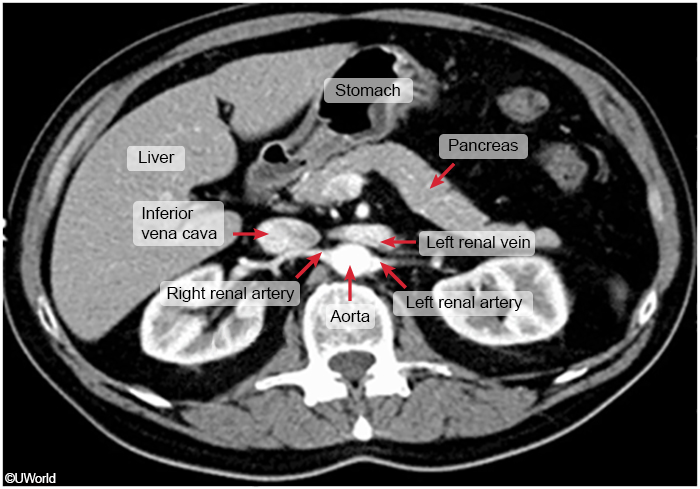 Stomach
Pancreas
Liver
Inferior
vena cava
Left renal vein
Right renal artery
Left renal artery
Aorta
©UWorld